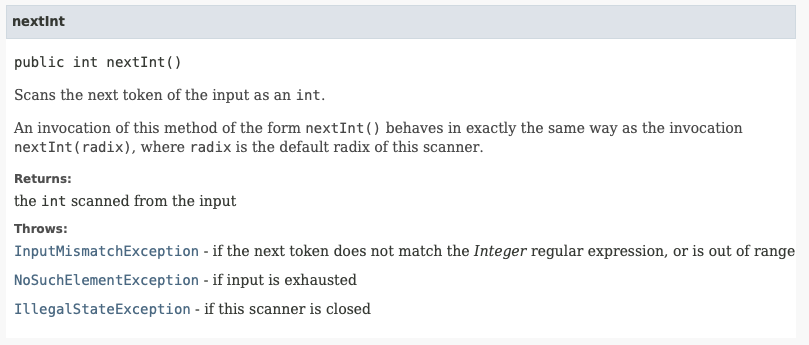 nextInt
public int nextInt()
Scans the next token of the input as an int.
An invocation of this method of the form nextInt() behaves in exactly the same way as the invocation
nextInt(radix), where radix is the default radix of this scanner.
Returns:
the int scanned from the input
Throws:
InputMismatchException - if the next token does not match the Integer regular expression, or is out of range
NoSuchElementException - if input is exhausted
IllegalStateException - if this scanner is closed